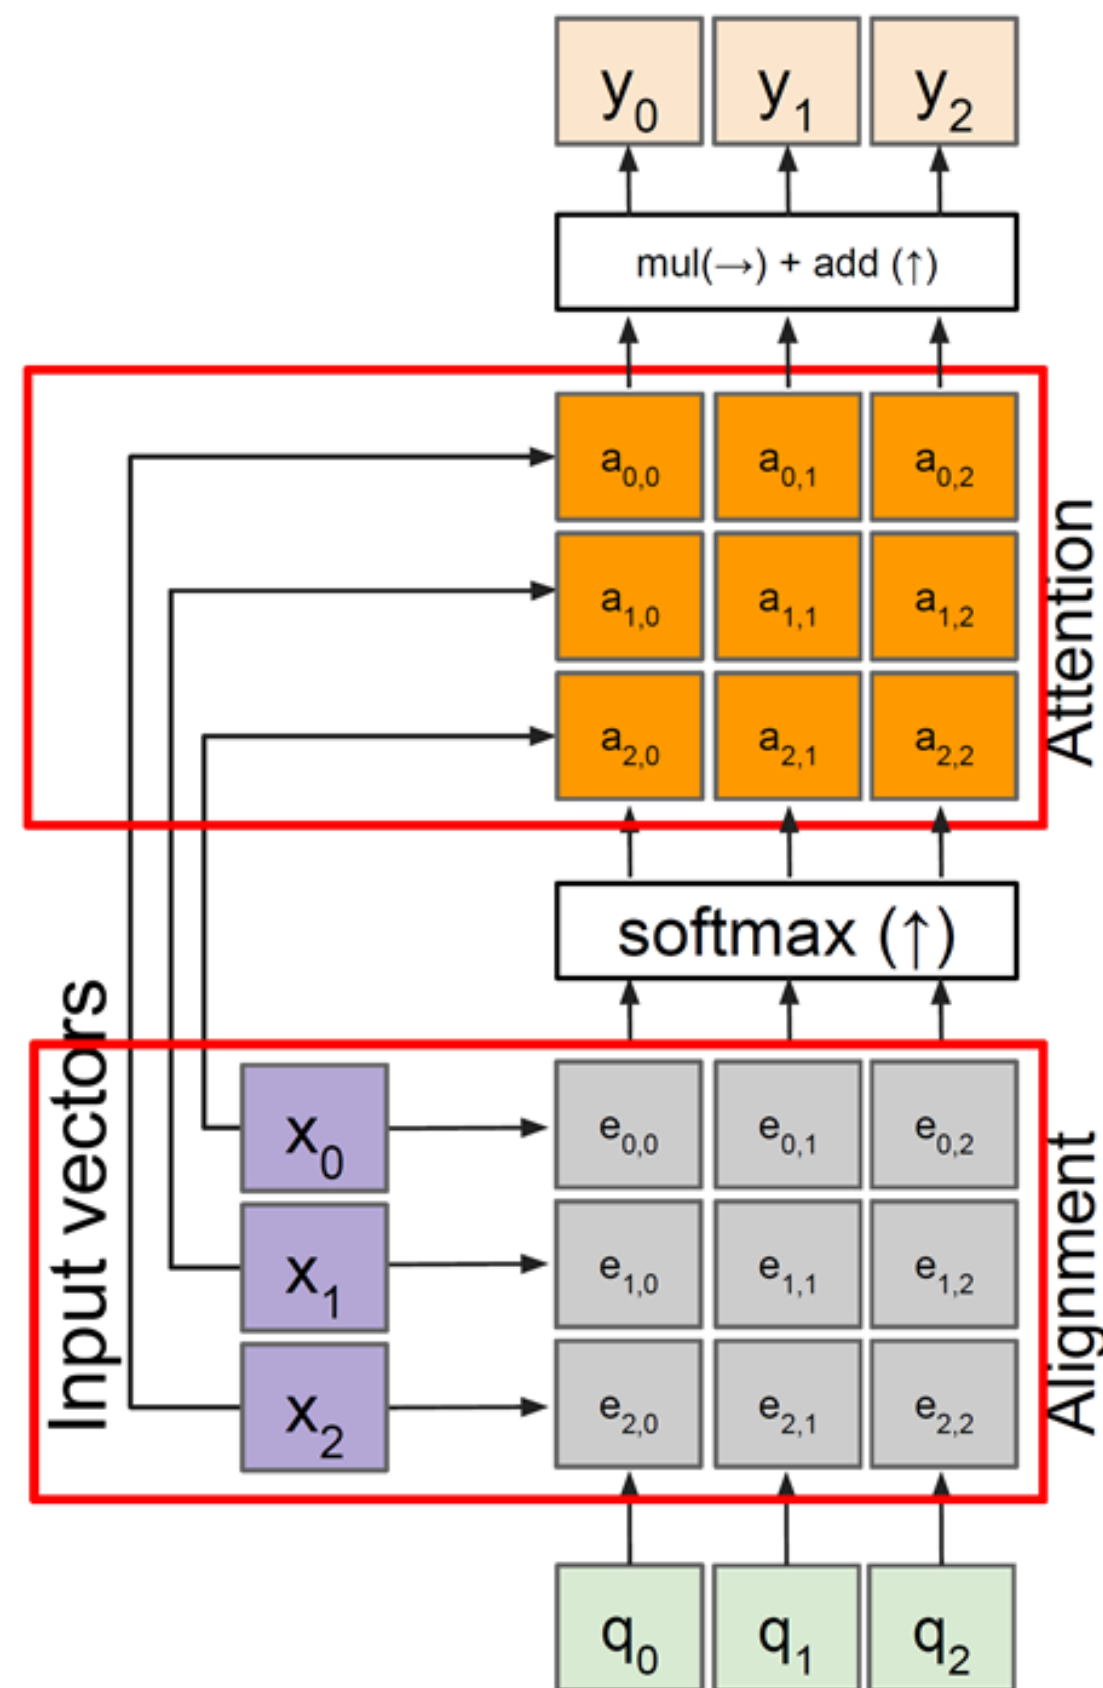 y0 y1 y2
mul(→) + add (↑)
a0,0 a0,1 a0,2
a1,0 a1,1 a1,2
a2,0 a2,1 a2,2
Attention
softmax (↑)
Input vectors
x0 e0,0 e0,1 e0,2
x1 e1,0 e1,1 e1,2
x2 e2,0 e2,1 e2,2
Alignment
q0 q1 q2